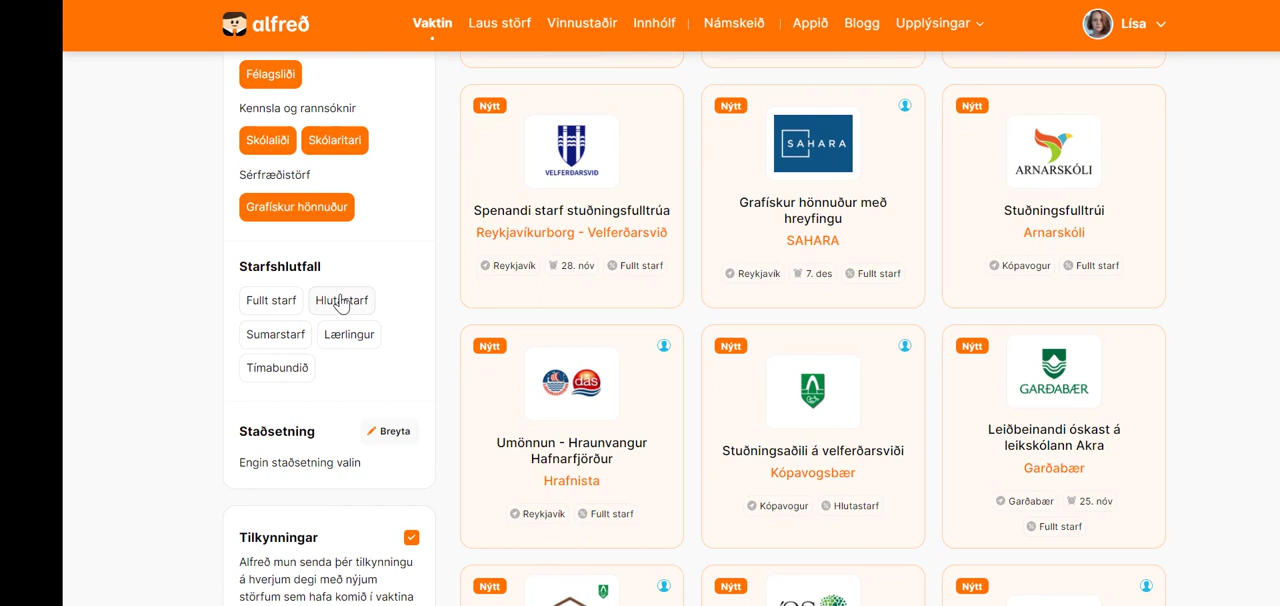 alfreð
Vaktin
Laus störf
Vinnustaðir
Innhólf
Námskeið
Appið
Blogg
Upplýsingar
Lísa
Félagsliði
Kennsla og rannsóknir
Skólaliði
Skólaritari
Sérfræðistörf
Grafískur hönnuður
Starfshlutfall
Fullt starf
Hlutastarf
Sumarstarf
Lærlingur
Tímabundið
Staðsetning
Breyta
Engin staðsetning valin
Tilkynningar
Alfreð mun senda þér tilkynningu
á hverjum degi með nýjum
störfum sem hafa komið í vaktina
Nýtt
VELFERÐARSVIÐ
Spenandi starf stuðningsfulltrúa
Reykjavíkurborg - Velferðarsvið
Reykjavík
28. nóv
Fullt starf
Nýtt
SAHARA
Grafískur hönnuður með
hreyfingu
SAHARA
Reykjavík
7. des
Fullt starf
Nýtt
ARNARSKÓLI
Stuðningsfulltrúi
Arnarskóli
Kópavogur
Fullt starf
Nýtt
das
Umönnun - Hraunvangur
Hafnarfjörður
Hrafnista
Reykjavík
Fullt starf
Nýtt
Stuðningsaðili á velferðarsviði
Kópavogsbær
Kópavogur
Hlutastarf
Nýtt
GARÐABÆR
Leiðbeinandi óskast á
leikskólann Akra
Garðabær
Garðabær
25. nóv
Fullt starf
Nýtt
Nýtt
Nýtt